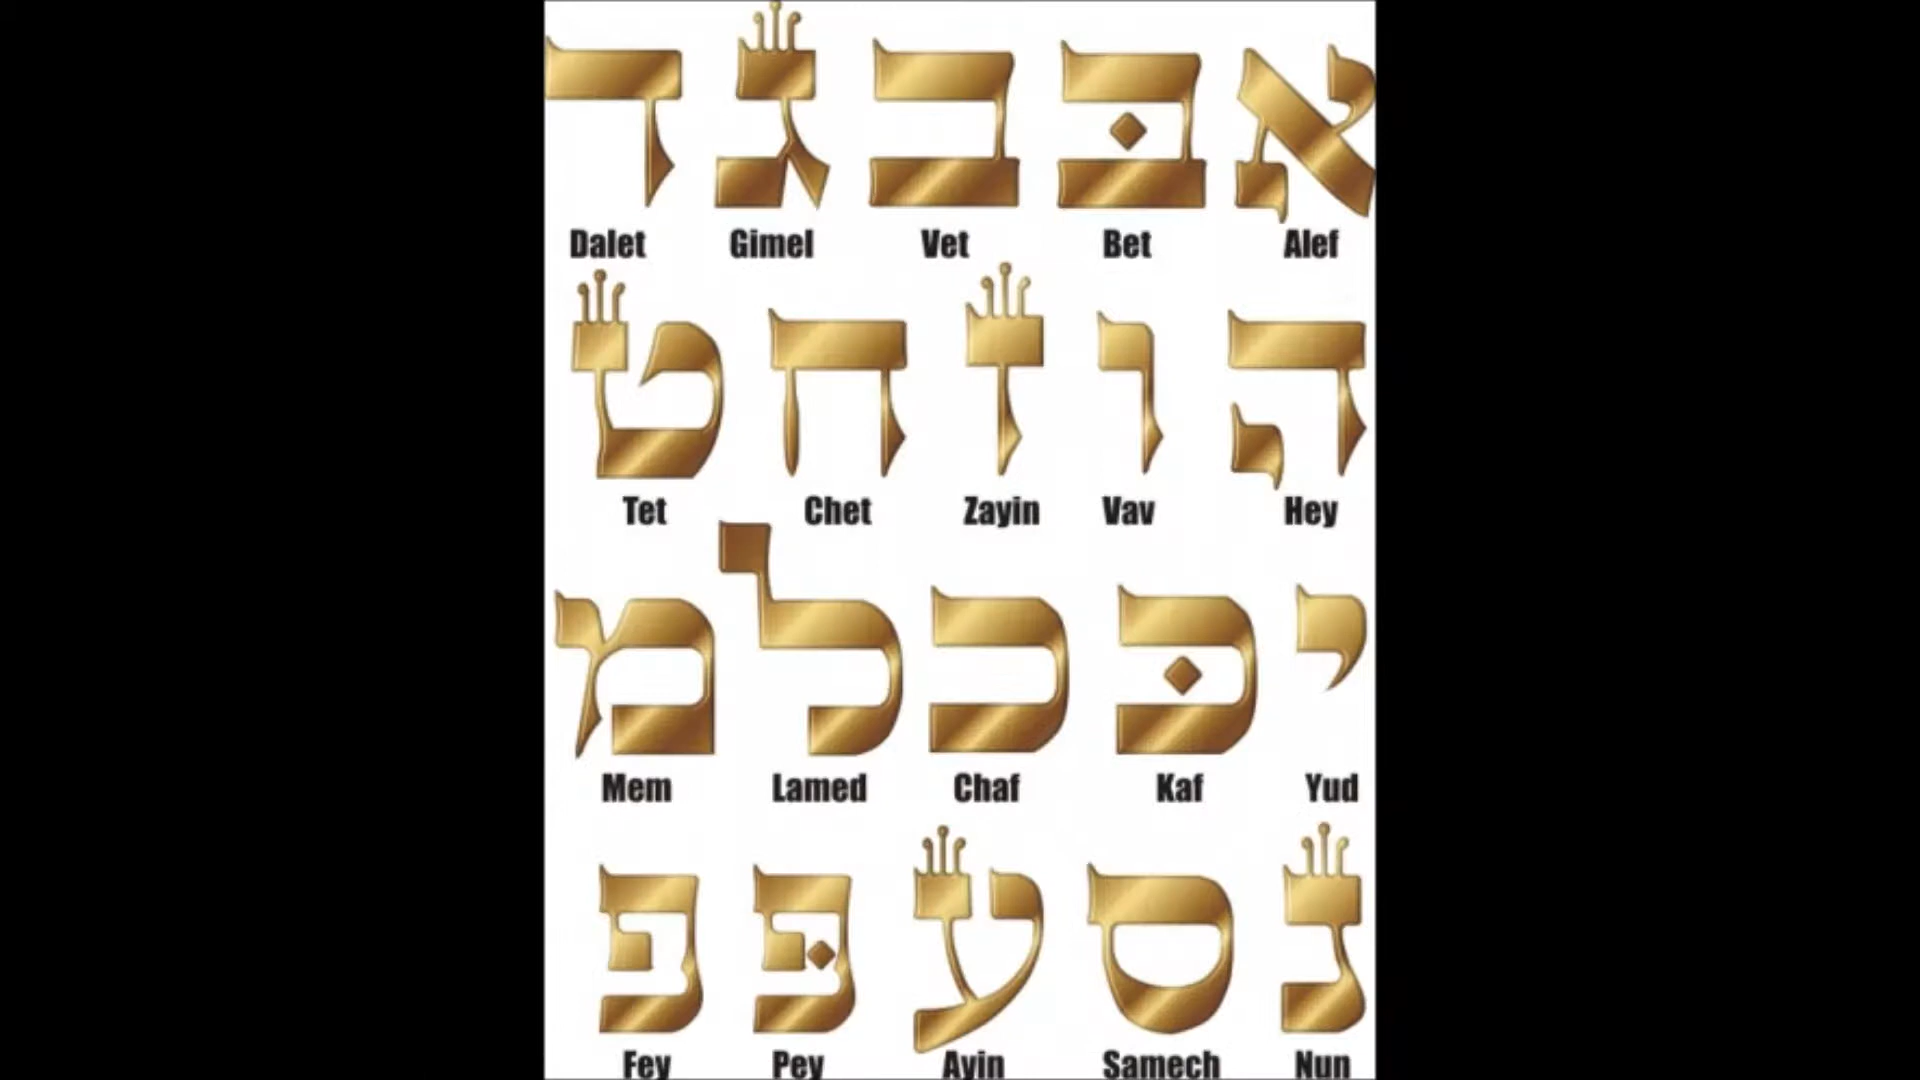 א בּ ב ג ד
Alef Bet Vet Gimel Dalet
ה ו ז ח ט
Hey Vav Zayin Chet Tet
י כּ כ ל מ
Yud Kaf Chaf Lamed Mem
נ ס ע פּ פ
Nun Samech Ayin Pey Fey